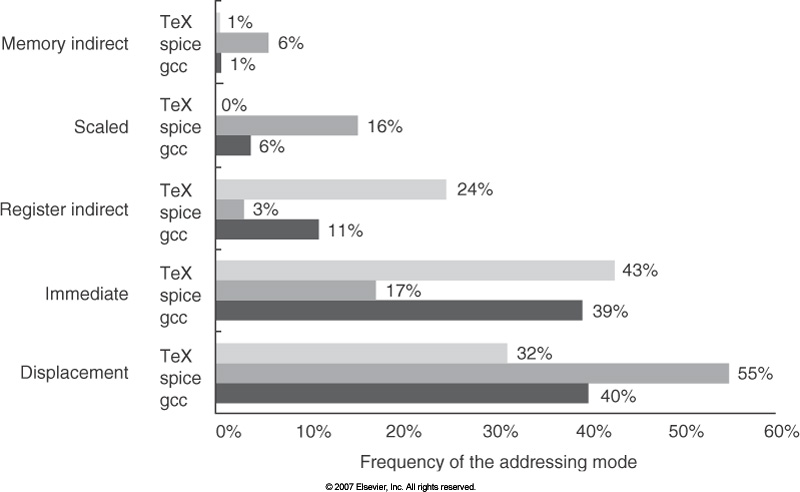 TeX 1%
Memory indirect spice 6%
gcc 1%
TeX 0%
Scaled spice 16%
gcc 6%
TeX 24%
Register indirect spice 3%
gcc 11%
TeX 43%
Immediate spice 17%
gcc 39%
TeX 32%
Displacement spice 55%
gcc 40%
0% 10% 20% 30% 40% 50% 60%
Frequency of the addressing mode
© 2007 Elsevier, Inc. All rights reserved.